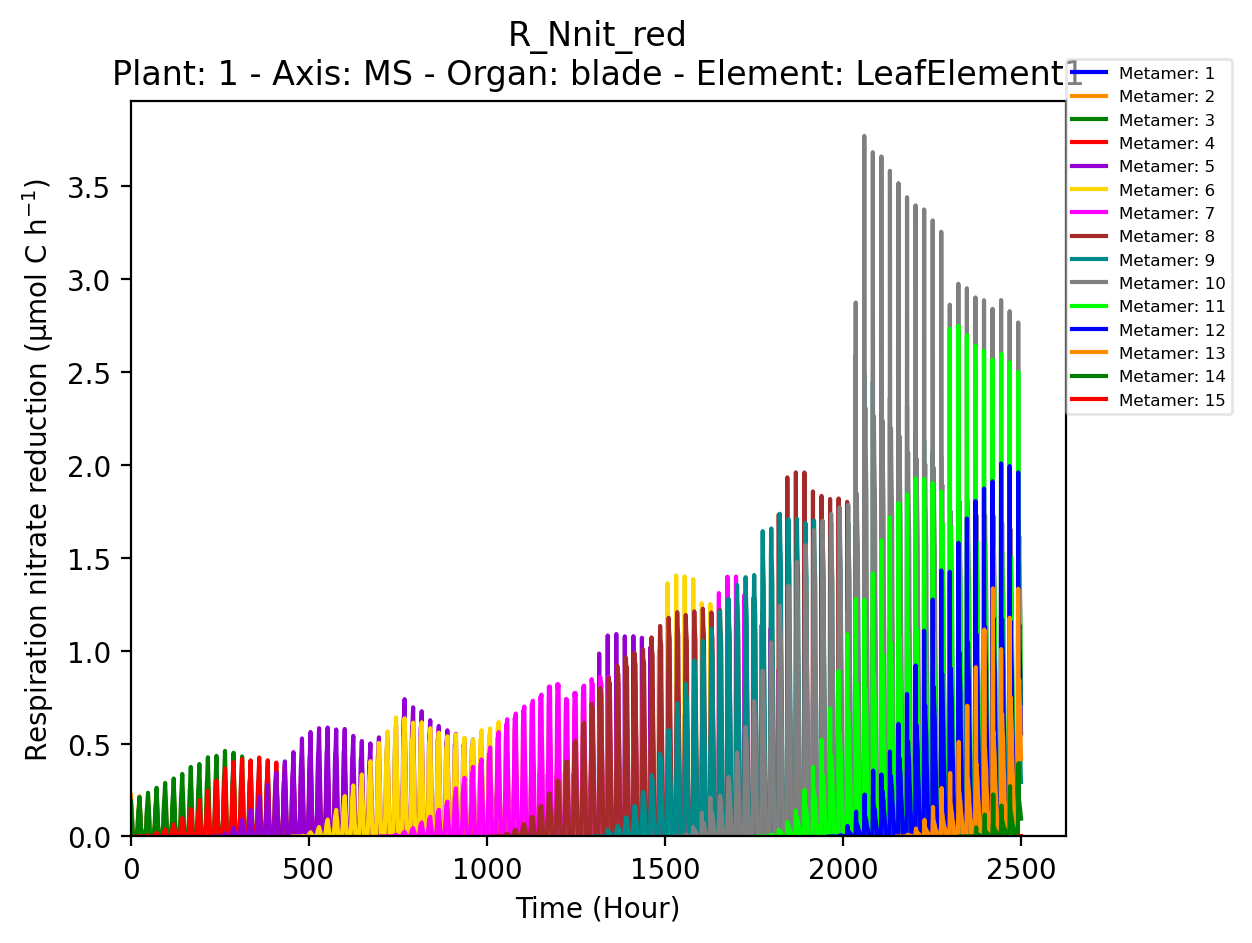 R_Nnit_red
Plant: 1 - Axis: MS - Organ: blade - Element: LeafElement1
Respiration nitrate reduction (µmol C h⁻¹)
3.5
3.0
2.5
2.0
1.5
1.0
0.5
0.0
0 500 1000 1500 2000 2500
Time (Hour)
Metamer: 1
Metamer: 2
Metamer: 3
Metamer: 4
Metamer: 5
Metamer: 6
Metamer: 7
Metamer: 8
Metamer: 9
Metamer: 10
Metamer: 11
Metamer: 12
Metamer: 13
Metamer: 14
Metamer: 15